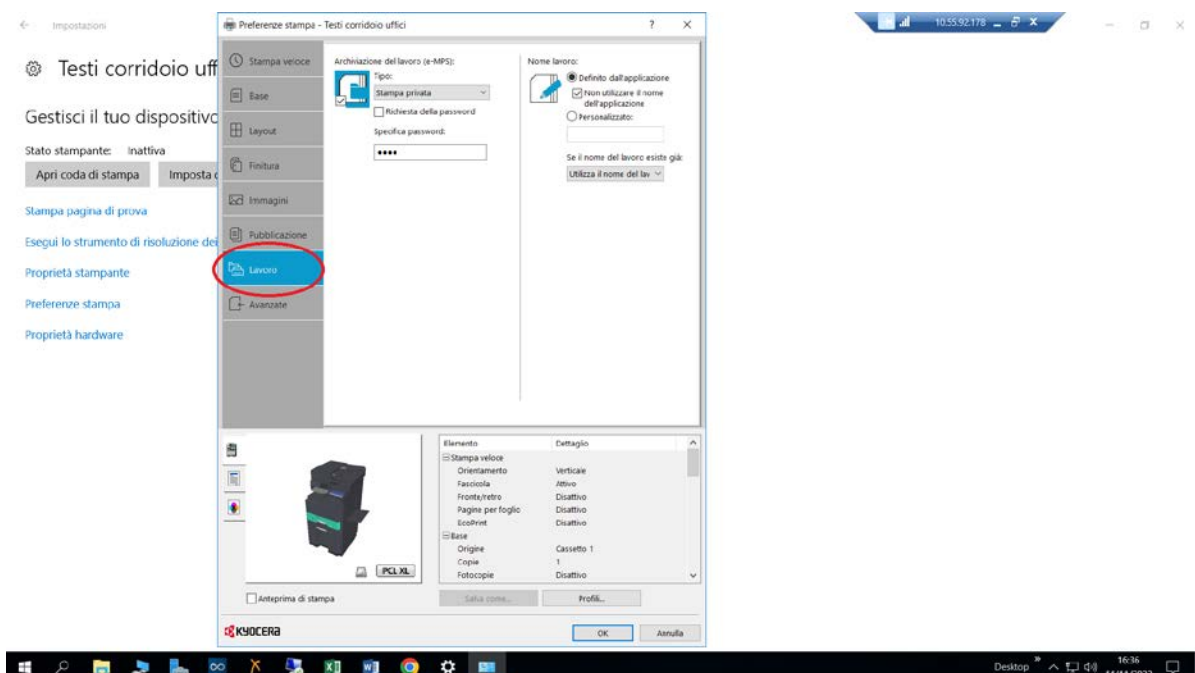 Impostazioni
Testi corridoio uff
Gestisci il tuo dispositivo
Stato stampante: Inattiva
Apri coda di stampa
Imposta
Stampa pagina di prova
Esegui lo strumento di risoluzione dei
Proprietà stampante
Preferenze stampa
Proprietà hardware
Preferenze stampa - Testi corridoio uffici
? ×
Stampa veloce
Base
Layout
Finitura
Immagini
Pubblicazione
Lavoro
Avanzate
Archiviazione del lavoro (e-MPS):
Tipo:
Stampa privata
Richiesta della password
Specifica password:
••••
Nome lavoro:
Definito dall'applicazione
Non utilizzare il nome
dell'applicazione
Personalizzato:
Se il nome del lavoro esiste già:
Utilizza il nome del lav
PCL XL
Elemento Dettaglio
Stampa veloce
Orientamento Verticale
Fascicola Attivo
Fronte/retro Disattivo
Pagine per foglio Disattivo
EcoPrint Disattivo
Base
Origine Cassetto 1
Copie 1
Fotocopie Disattivo
Anteprima di stampa
Salva come...
Profili...
KYOCERA
OK
Annulla
10.55.92.178
Desktop
16:36